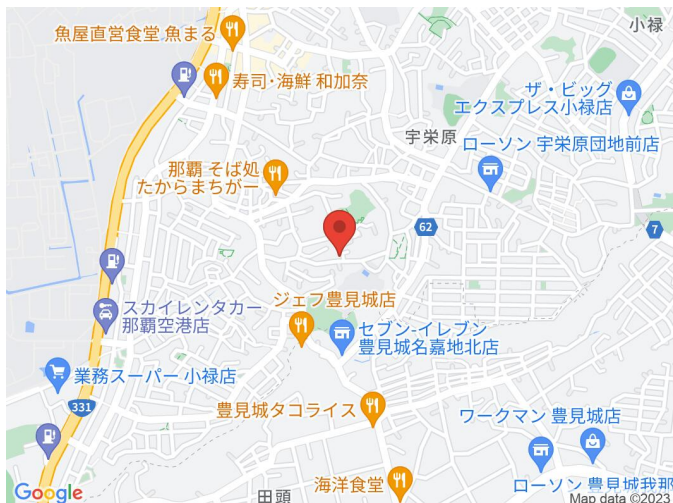 小禄
魚屋直営食堂 魚まる
寿司・海鮮 和加奈
ザ・ビッグ
エクスプレス小禄店
宇栄原
ローソン 宇栄原団地前店
那覇 そば処
たからまちがー
62
7
スカイレンタカー
那覇空港店
ジェフ豊見城店
セブン-イレブン
豊見城名嘉地北店
業務スーパー 小禄店
331
豊見城タコライス
ワークマン 豊見城店
海洋食堂
ローソン 豊見城我那
田頭
Google
Map data ©2023